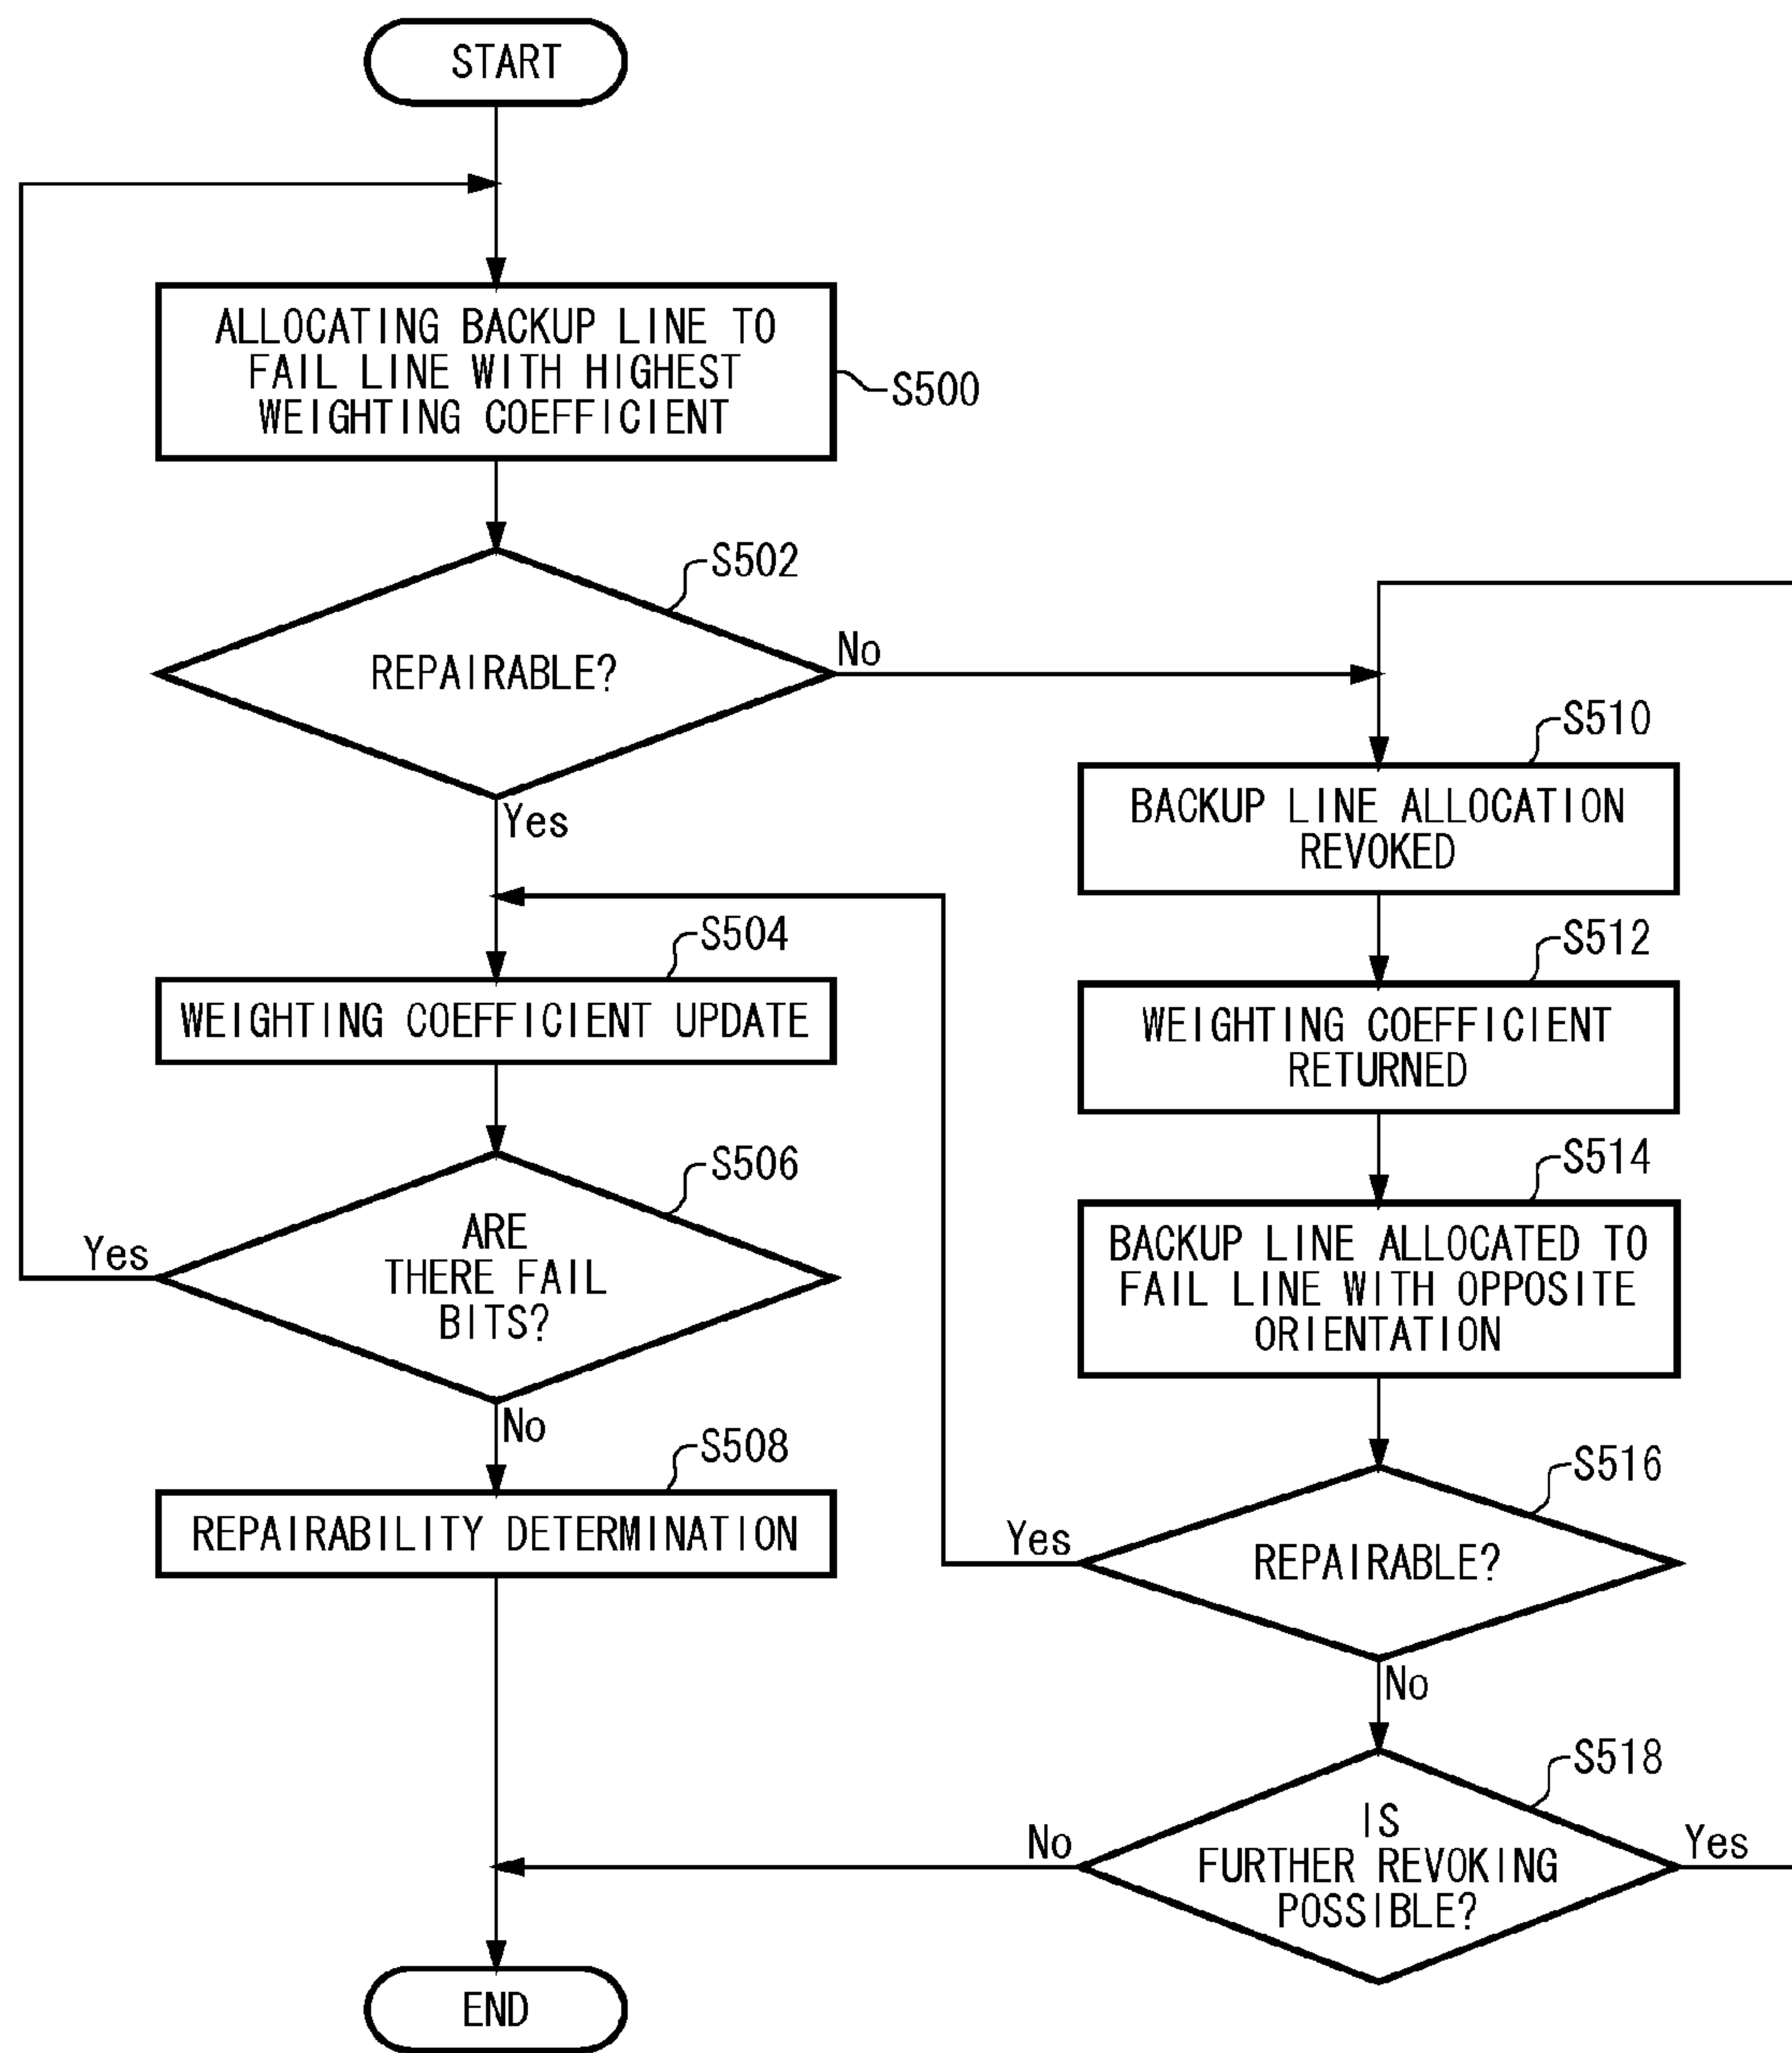 START
ALLOCATING BACKUP LINE TO
FAIL LINE WITH HIGHEST
WEIGHTING COEFFICIENT
S500
S502
REPAIRABLE?
No
Yes
S504
WEIGHTING COEFFICIENT UPDATE
S506
ARE
THERE FAIL
BITS?
Yes
No
S508
REPAIRABILITY DETERMINATION
S510
BACKUP LINE ALLOCATION
REVOKED
S512
WEIGHTING COEFFICIENT
RETURNED
S514
BACKUP LINE ALLOCATED TO
FAIL LINE WITH OPPOSITE
ORIENTATION
S516
REPAIRABLE?
Yes
No
S518
IS
FURTHER REVOKING
POSSIBLE?
No
Yes
END